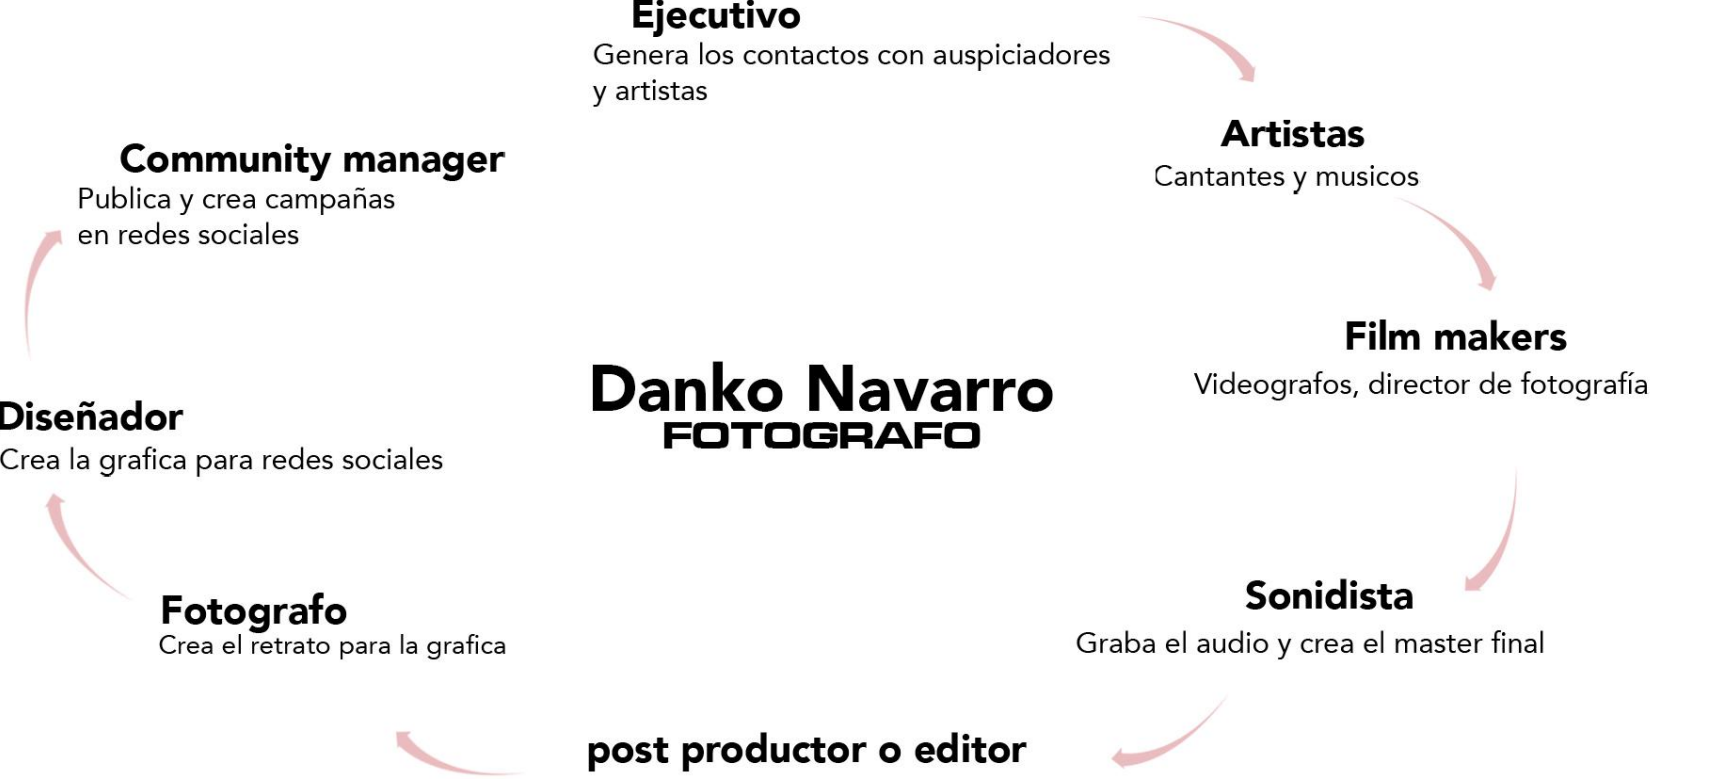 Ejecutivo
Genera los contactos con auspiciadores
y artistas
Artistas
Cantantes y musicos
Film makers
Videografos, director de fotografía
Sonidista
Graba el audio y crea el master final
post productor o editor
Fotografo
Crea el retrato para la grafica
Diseñador
Crea la grafica para redes sociales
Community manager
Publica y crea campañas
en redes sociales
Danko Navarro
FOTOGRAFO